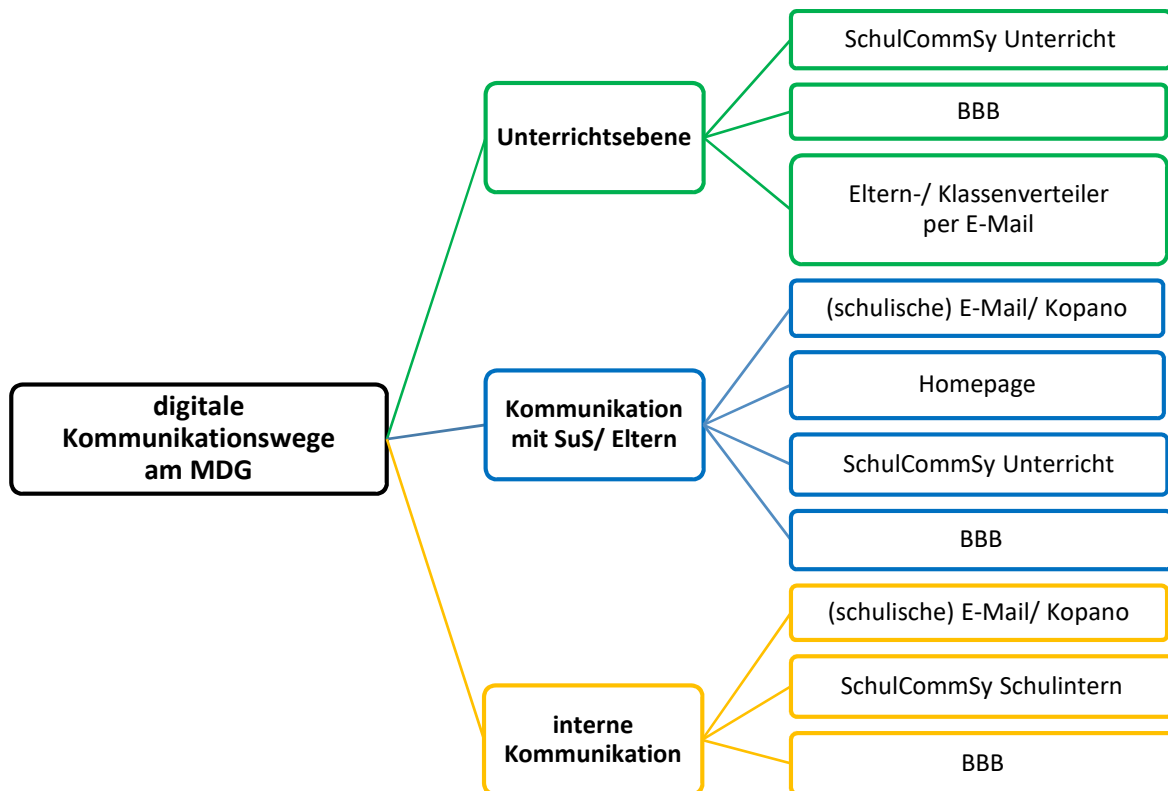 digitale
Kommunikationswege
am MDG
Unterrichtsebene
SchulCommSy Unterricht
BBB
Eltern-/ Klassenverteiler
per E-Mail
Kommunikation
mit SuS/ Eltern
(schulische) E-Mail/ Kopano
Homepage
SchulCommSy Unterricht
BBB
interne
Kommunikation
(schulische) E-Mail/ Kopano
SchulCommSy Schulintern
BBB